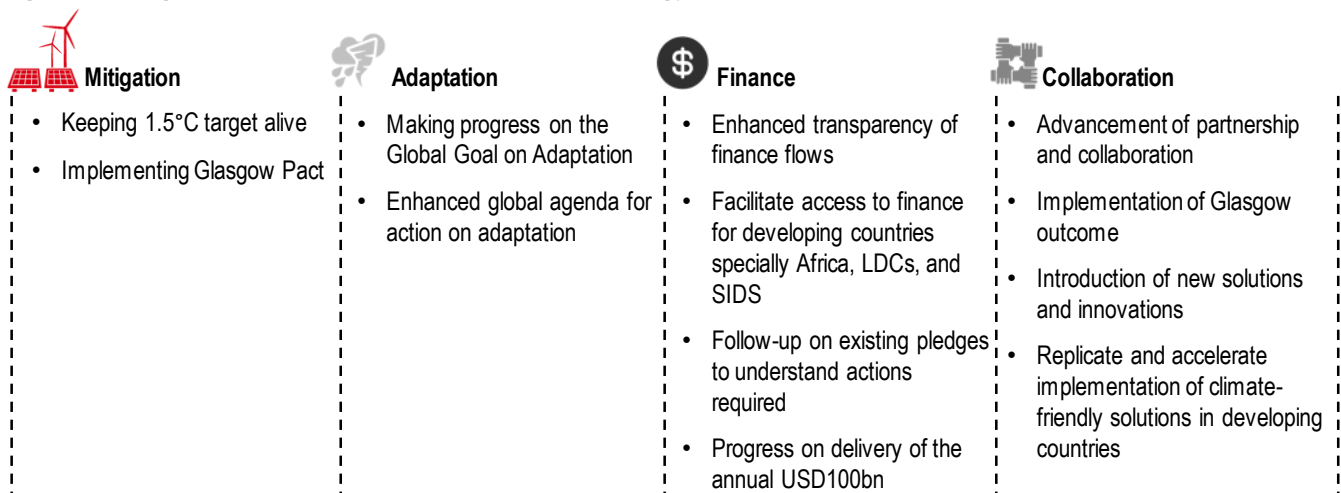 Mitigation
• Keeping 1.5°C target alive
• Implementing Glasgow Pact
Adaptation
• Making progress on the
Global Goal on Adaptation
• Enhanced global agenda for
action on adaptation
$
Finance
• Enhanced transparency of
finance flows
• Facilitate access to finance
for developing countries
specially Africa, LDCs, and
SIDS
• Follow-up on existing pledges
to understand actions
required
• Progress on delivery of the
annual USD100bn
Collaboration
• Advancement of partnership
and collaboration
• Implementation of Glasgow
outcome
• Introduction of new solutions
and innovations
• Replicate and accelerate
implementation of climate-
friendly solutions in developing
countries